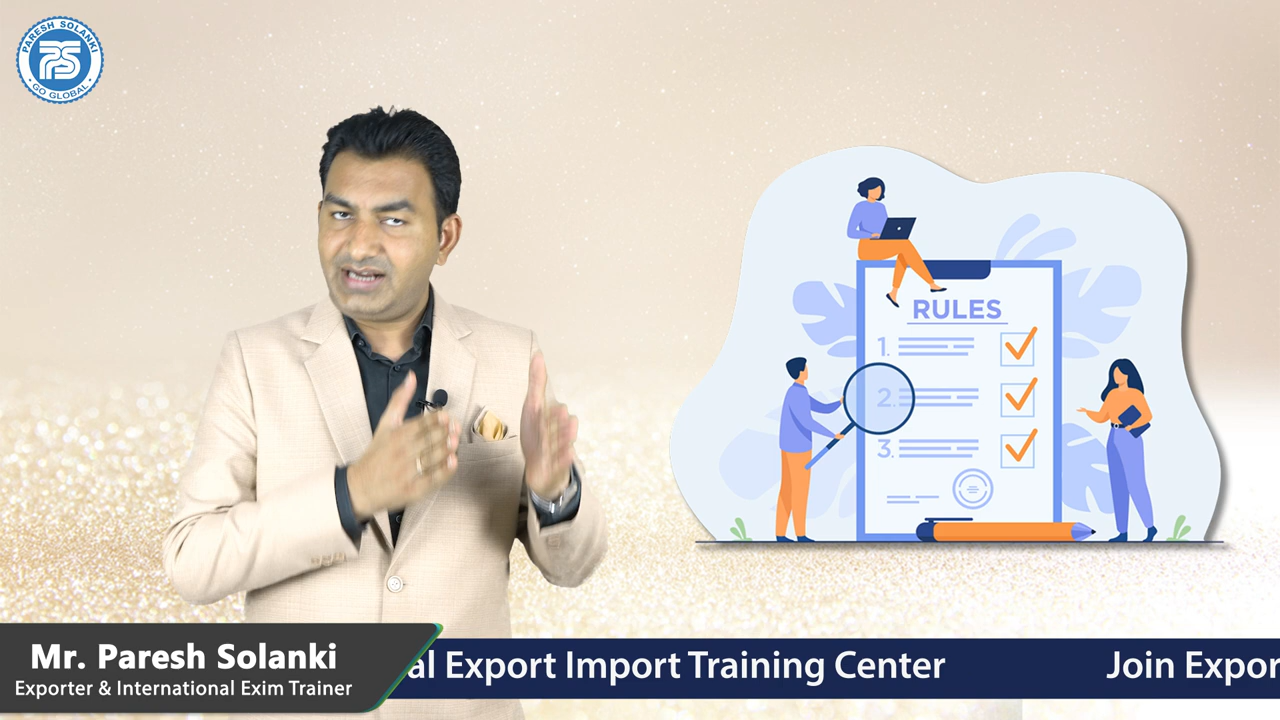 PARESH SOLANKI
PS
• GO GLOBAL •
RULES
1.
2.
3.
Mr. Paresh Solanki
Exporter & International Exim Trainer
al Export Import Training Center
Join Expor